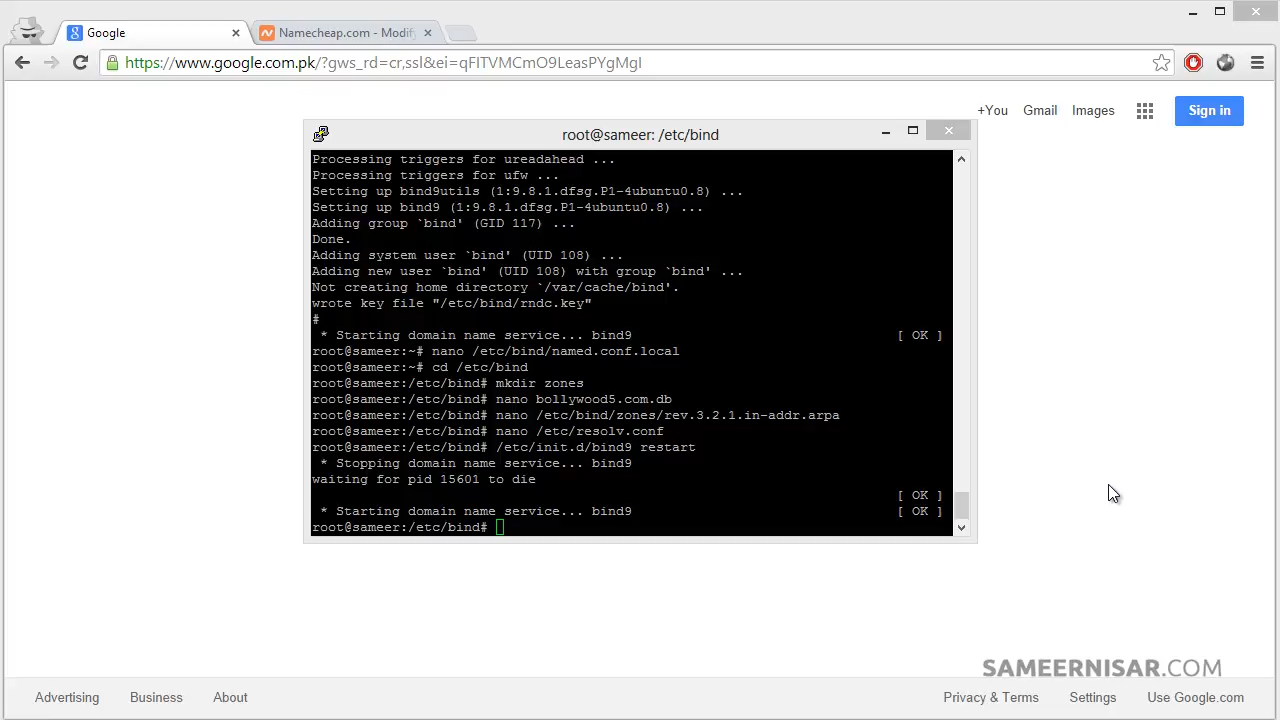 Google
Namecheap.com - Modify
https://www.google.com.pk/?gws_rd=cr,ssl&ei=qFITVMCmO9LeasPYgMgI
+You Gmail Images Sign in
root@sameer: /etc/bind
Processing triggers for ureadahead ...
Processing triggers for ufw ...
Setting up bind9utils (1:9.8.1.dfsg.P1-4ubuntu0.8) ...
Setting up bind9 (1:9.8.1.dfsg.P1-4ubuntu0.8) ...
Adding group `bind' (GID 117) ...
Done.
Adding system user `bind' (UID 108) ...
Adding new user `bind' (UID 108) with group `bind' ...
Not creating home directory `/var/cache/bind'.
wrote key file "/etc/bind/rndc.key"
#
 * Starting domain name service... bind9 [ OK ]
root@sameer:~# nano /etc/bind/named.conf.local
root@sameer:~# cd /etc/bind
root@sameer:/etc/bind# mkdir zones
root@sameer:/etc/bind# nano bollywood5.com.db
root@sameer:/etc/bind# nano /etc/bind/zones/rev.3.2.1.in-addr.arpa
root@sameer:/etc/bind# nano /etc/resolv.conf
root@sameer:/etc/bind# /etc/init.d/bind9 restart
 * Stopping domain name service... bind9
waiting for pid 15601 to die
[ OK ]
 * Starting domain name service... bind9 [ OK ]
root@sameer:/etc/bind#
SAMEERNISAR.COM
Advertising Business About Privacy & Terms Settings Use Google.com